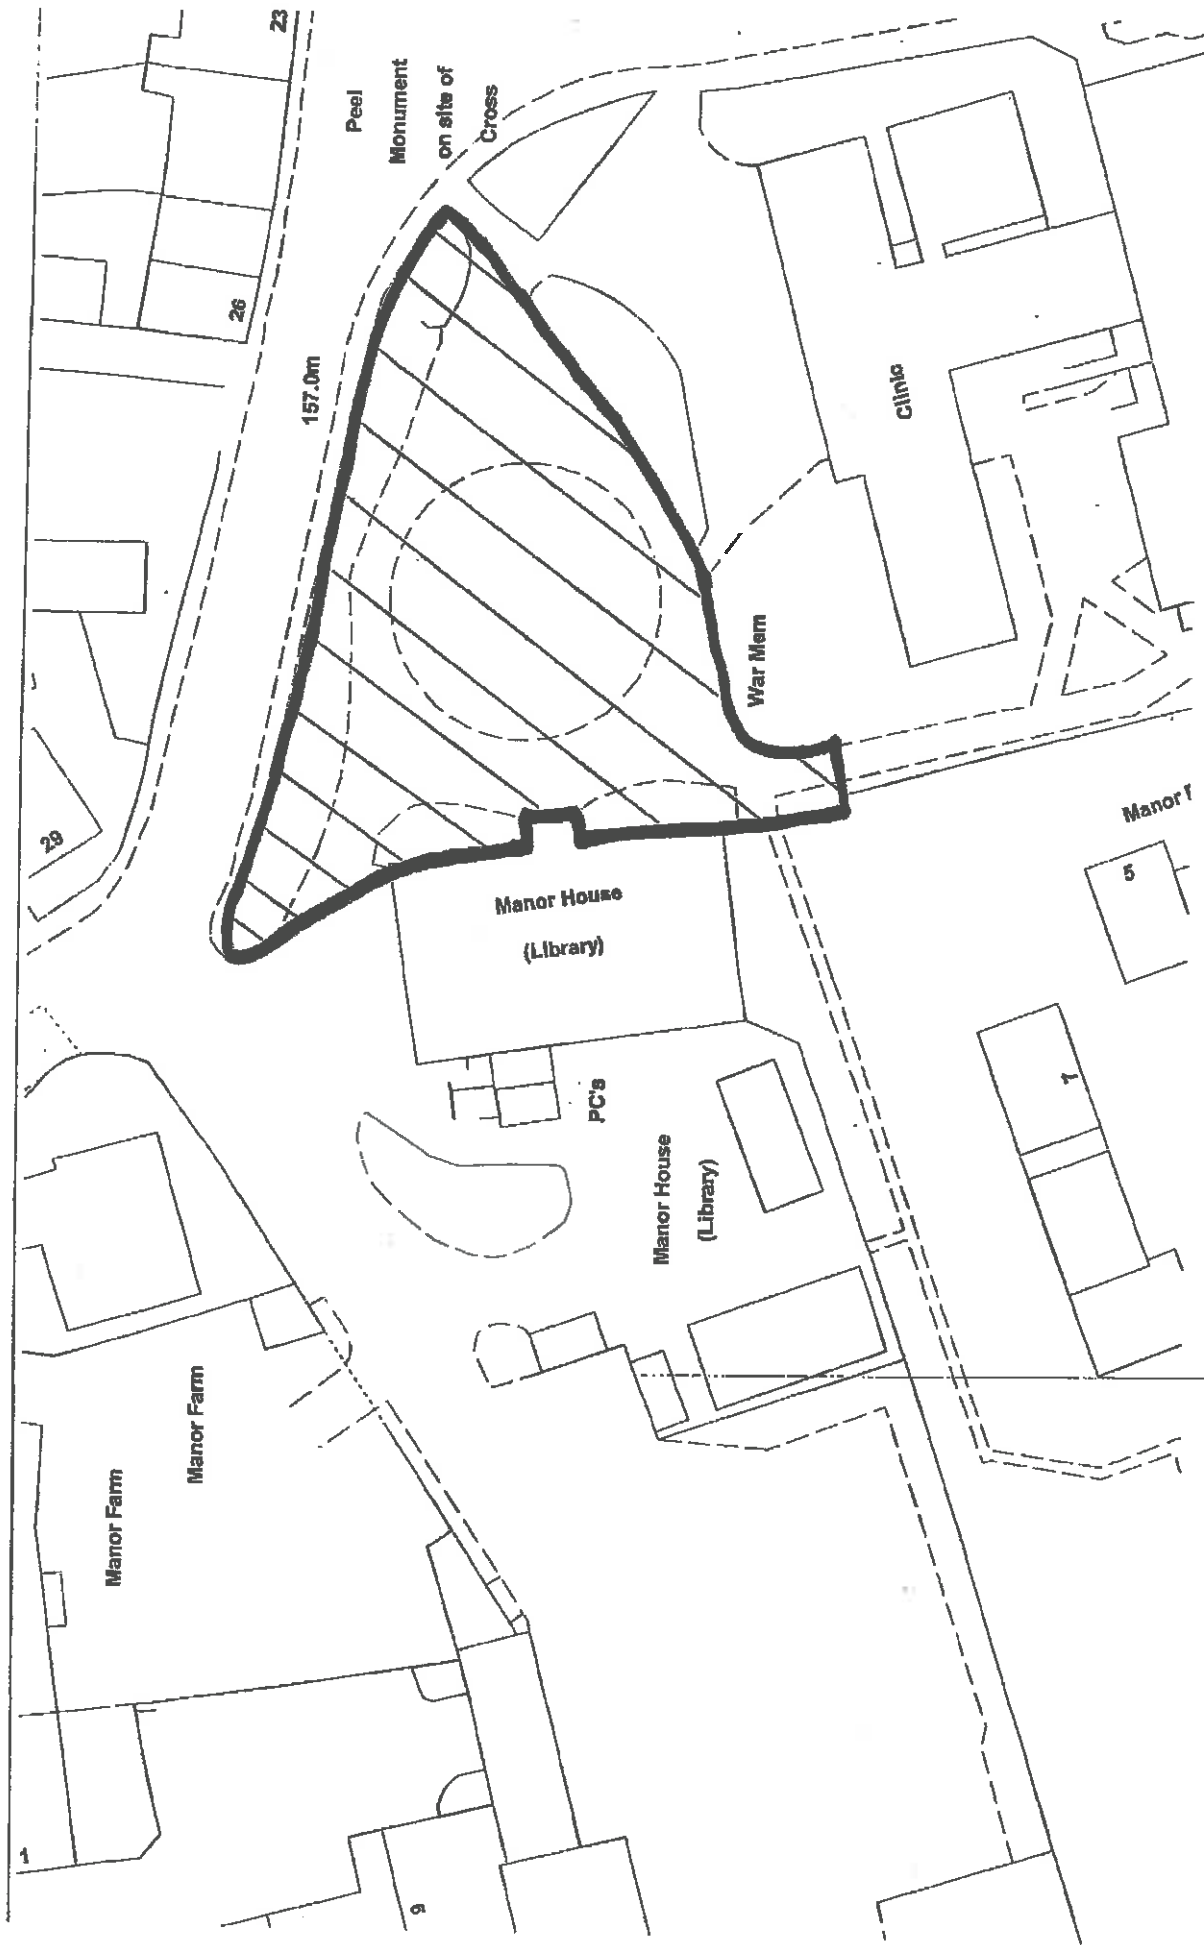 23
Peel
Monument
on site of
Cross
26
157.0m
Clinic
War Mem
29
Manor
5
Manor House
(Library)
PC's
7
Manor House
(Library)
Manor Farm
Manor Farm
1
9